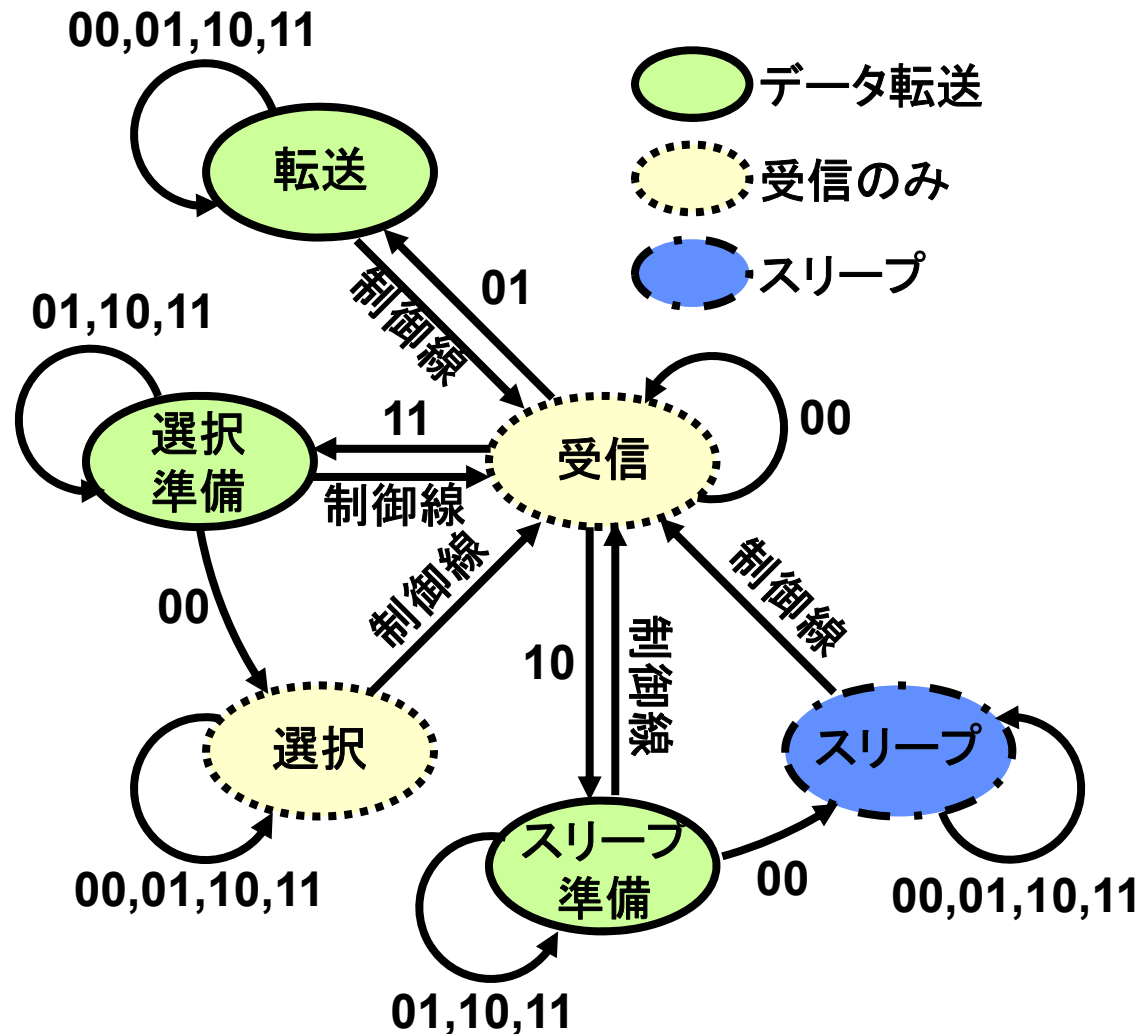 00,01,10,11
データ転送
転送
受信のみ
スリープ
01
制御線
01,10,11
11
00
選択
準備
受信
制御線
制御線
制御線
00
10
制御線
選択
スリープ
スリープ
準備
00
00,01,10,11
00,01,10,11
01,10,11